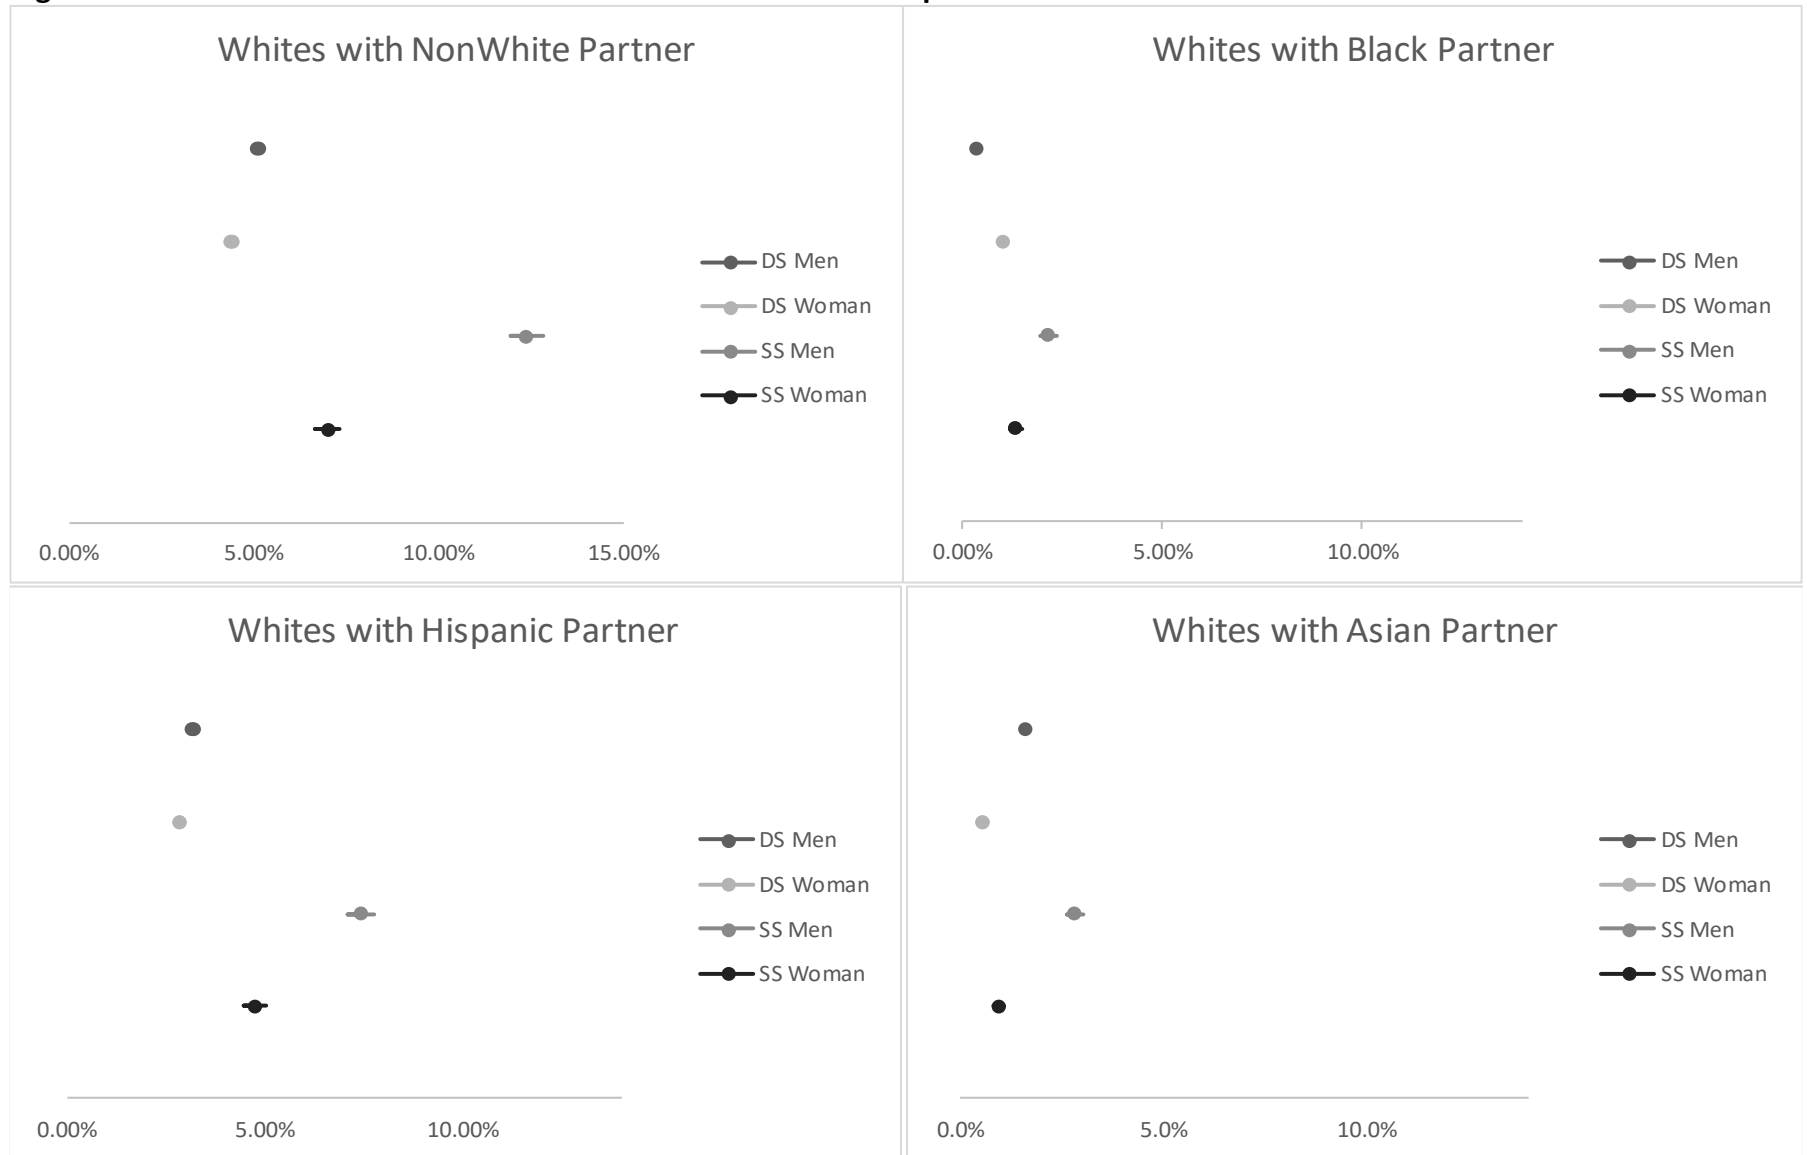 Whites with NonWhite Partner
DS Men
DS Woman
SS Men
SS Woman
0.00% 5.00% 10.00% 15.00%
Whites with Black Partner
DS Men
DS Woman
SS Men
SS Woman
0.00% 5.00% 10.00%
Whites with Hispanic Partner
DS Men
DS Woman
SS Men
SS Woman
0.00% 5.00% 10.00%
Whites with Asian Partner
DS Men
DS Woman
SS Men
SS Woman
0.0% 5.0% 10.0%